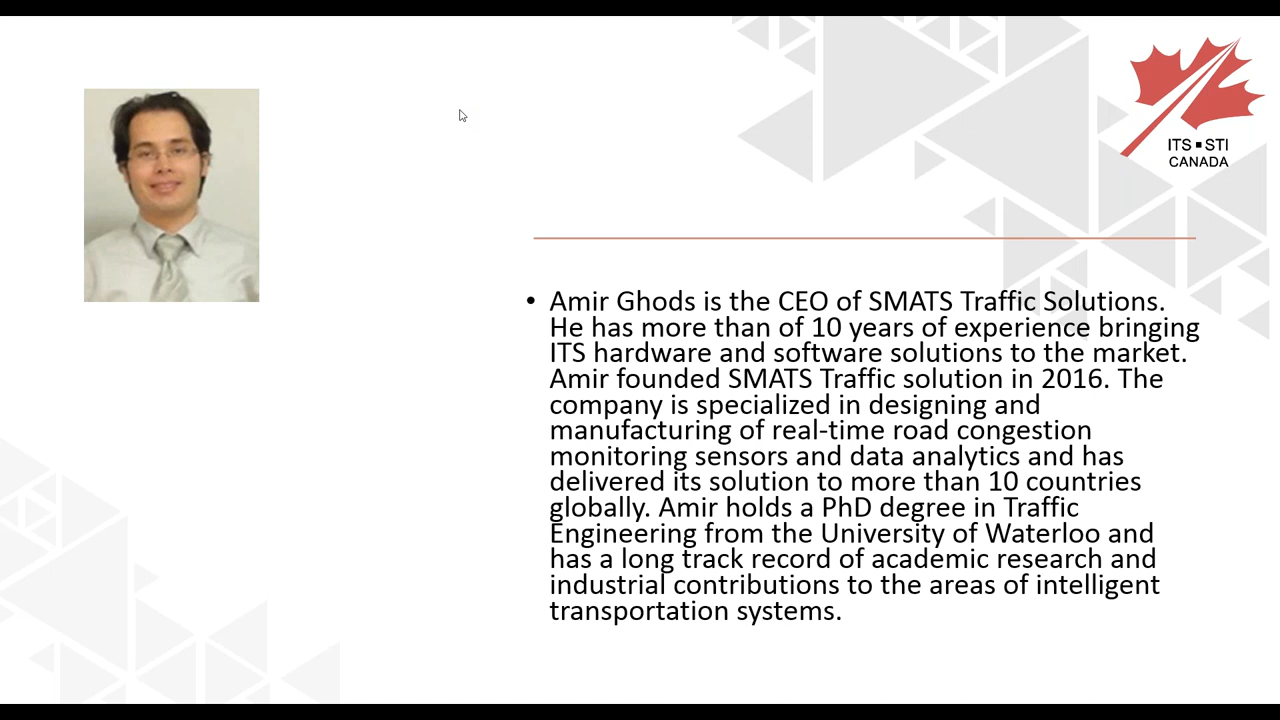 ITS ▪ STI
CANADA
• Amir Ghods is the CEO of SMATS Traffic Solutions.
He has more than of 10 years of experience bringing
ITS hardware and software solutions to the market.
Amir founded SMATS Traffic solution in 2016. The
company is specialized in designing and
manufacturing of real-time road congestion
monitoring sensors and data analytics and has
delivered its solution to more than 10 countries
globally. Amir holds a PhD degree in Traffic
Engineering from the University of Waterloo and
has a long track record of academic research and
industrial contributions to the areas of intelligent
transportation systems.